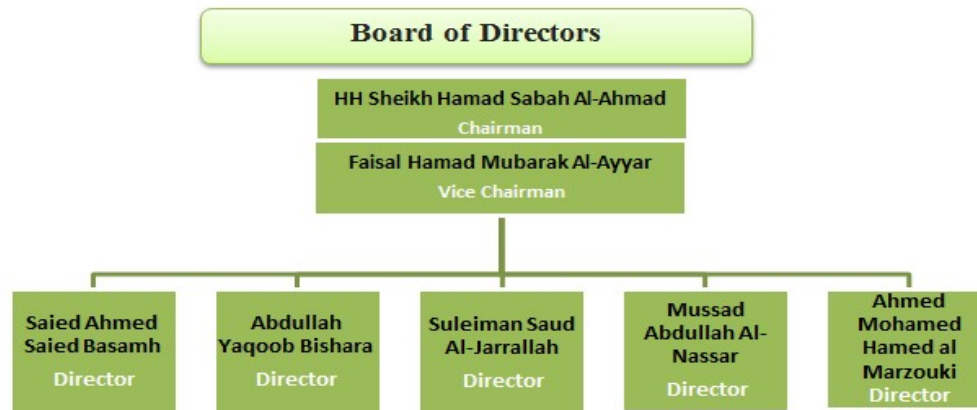 Board of Directors
HH Sheikh Hamad Sabah Al-Ahmad
Chairman
Faisal Hamad Mubarak Al-Ayyar
Vice Chairman
Saied Ahmed
Saied Basamh
Director
Abdullah
Yaqoob Bishara
Director
Suleiman Saud
Al-Jarrallah
Director
Mussad
Abdullah Al-
Nassar
Director
Ahmed
Mohamed
Hamed al
Marzouki
Director